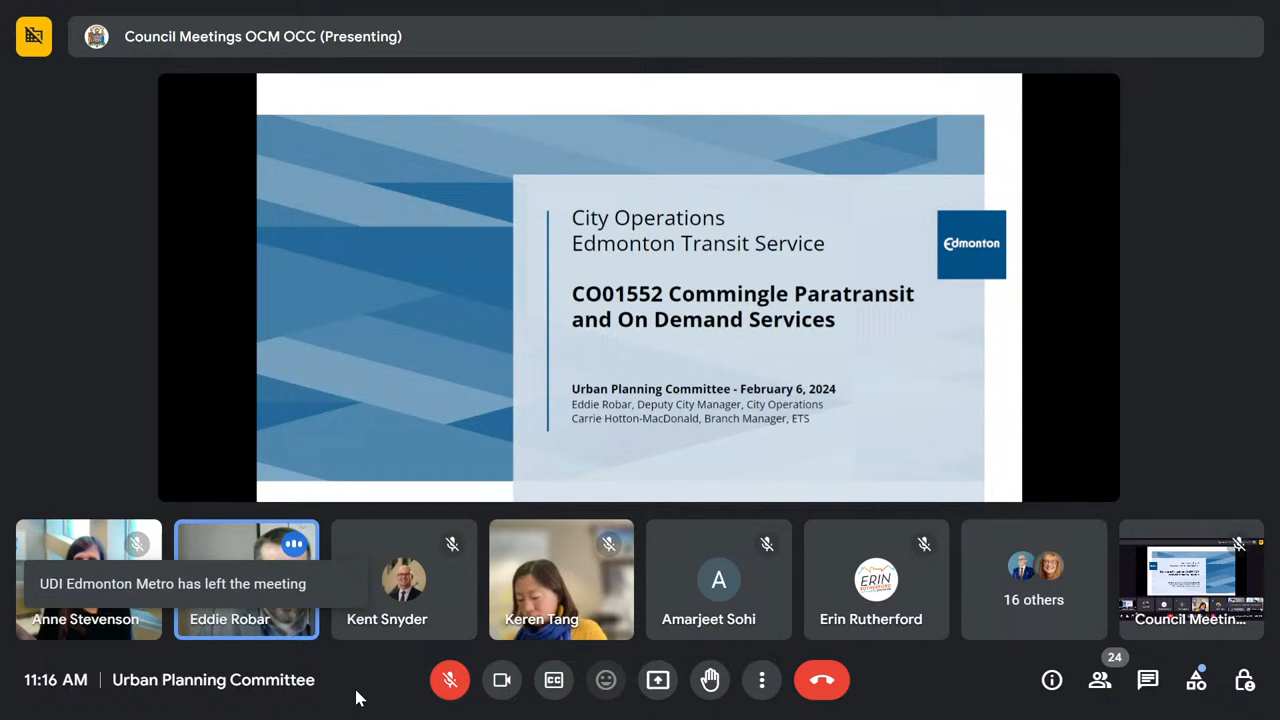 Council Meetings OCM OCC (Presenting)
City Operations
Edmonton Transit Service
Edmonton
CO01552 Commingle Paratransit
and On Demand Services
Urban Planning Committee - February 6, 2024
Eddie Robar, Deputy City Manager, City Operations
Carrie Hotton-MacDonald, Branch Manager, ETS
UDI Edmonton Metro has left the meeting
A
ERIN
RUTHERFORD
16 others
Anne Stevenson
Eddie Robar
Kent Snyder
Keren Tang
Amarjeet Sohi
Erin Rutherford
Council Meetin...
24
11:16 AM | Urban Planning Committee